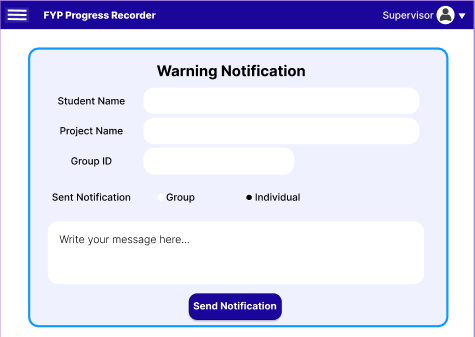 FYP Progress Recorder
Supervisor
Warning Notification
Student Name
Project Name
Group ID
Sent Notification Group Individual
Write your message here...
Send Notification